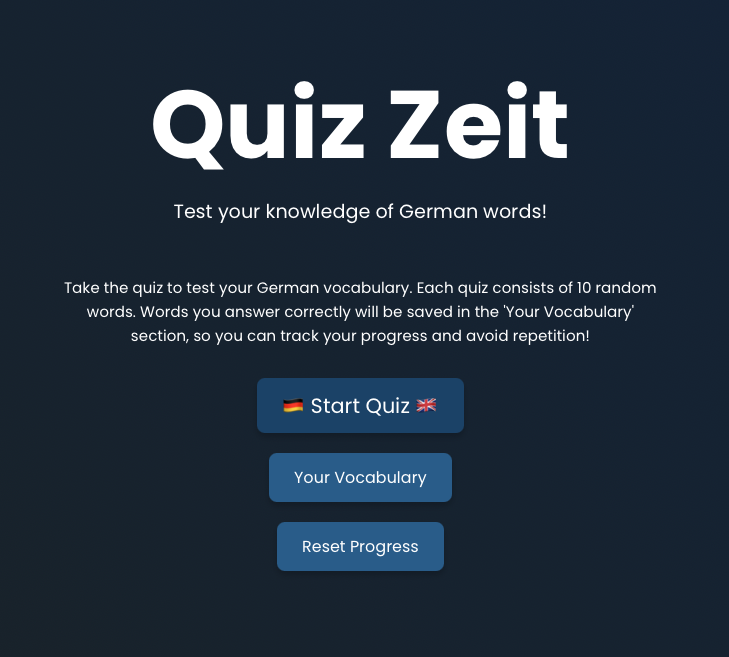 Quiz Zeit
Test your knowledge of German words!
Take the quiz to test your German vocabulary. Each quiz consists of 10 random
words. Words you answer correctly will be saved in the 'Your Vocabulary'
section, so you can track your progress and avoid repetition!
🇩🇪 Start Quiz 🇬🇧
Your Vocabulary
Reset Progress